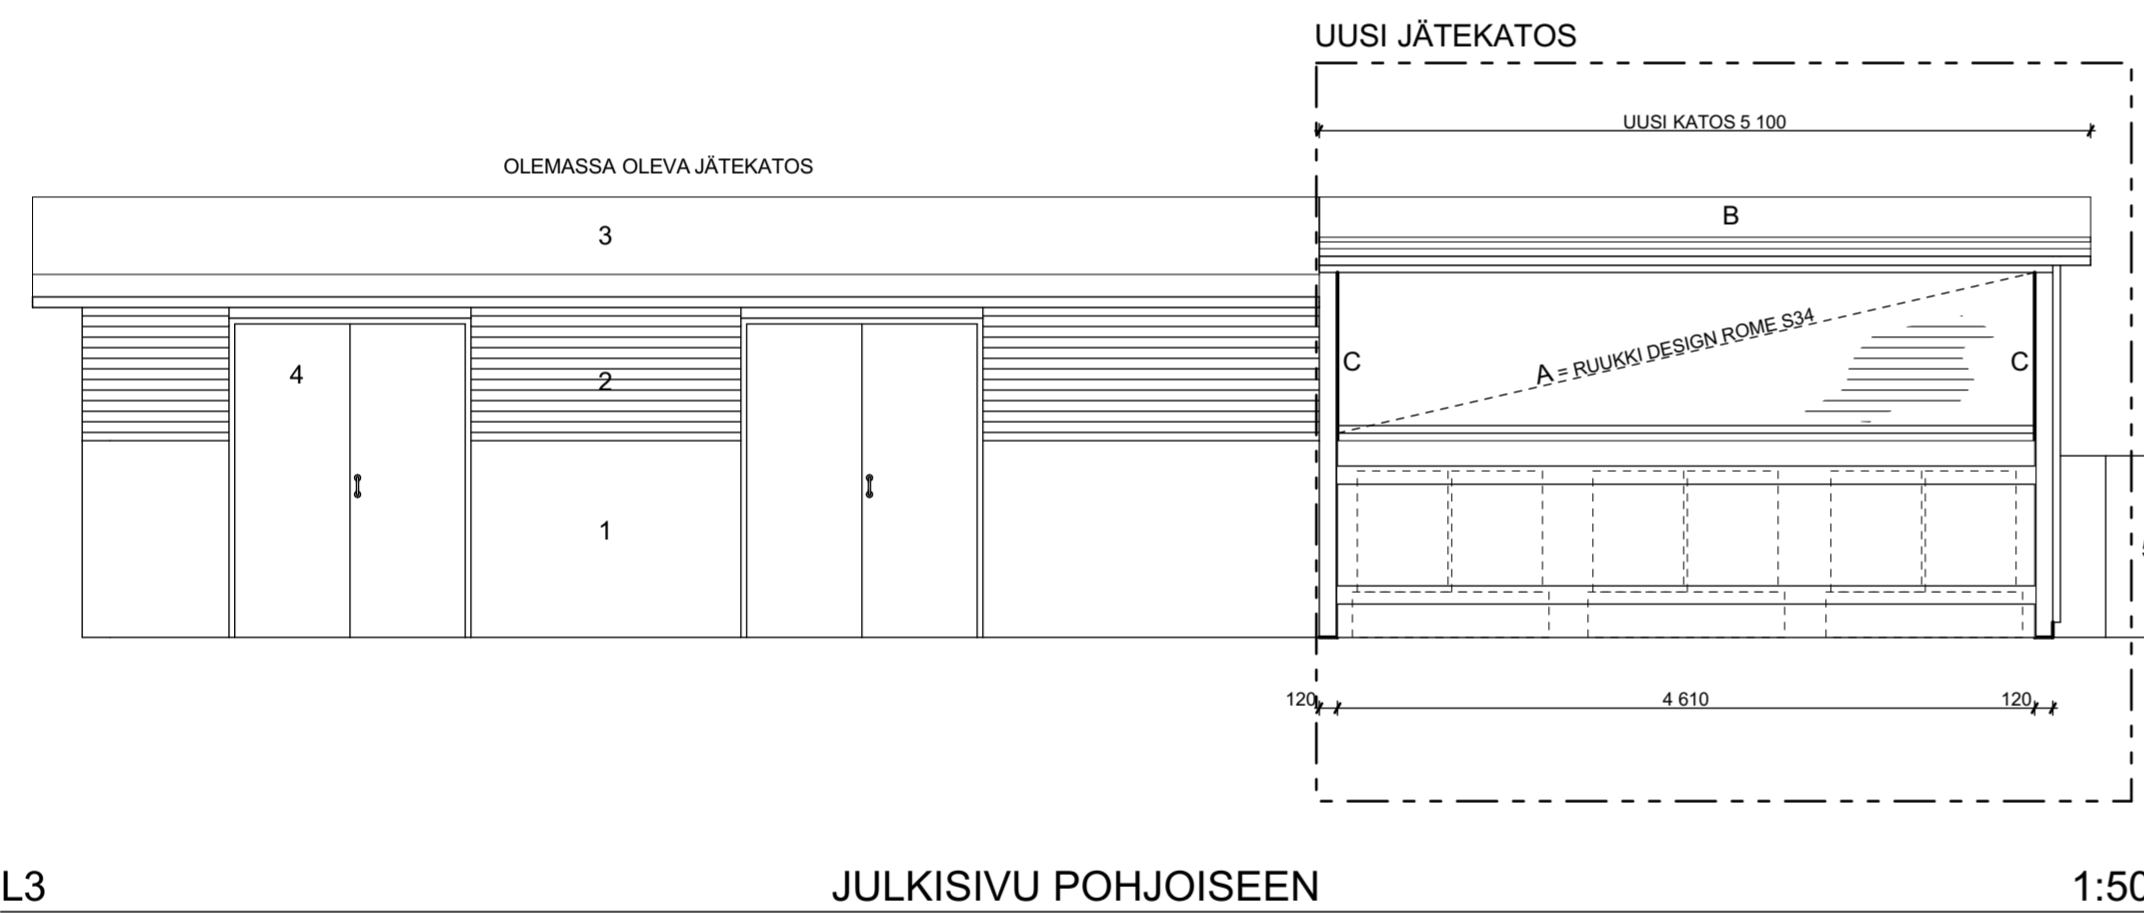 UUSI JÄTEKATOS
UUSI KATOS 5 100
OLEMASSA OLEVA JÄTEKATOS
B
3
A = RUUKKI DESIGN ROME S34
C
C
4
2
1
120
4 610
120
L3
JULKISIVU POHJOISEEN
1:50